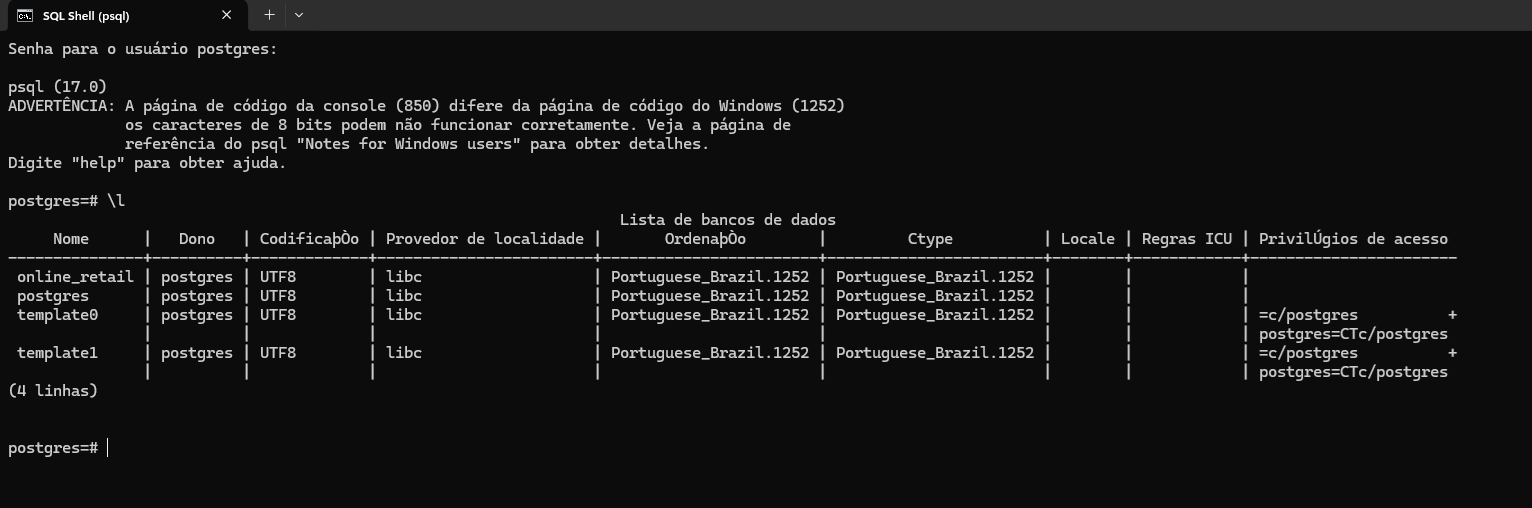 SQL Shell (psql)
Senha para o usuário postgres:
psql (17.0)
ADVERTÊNCIA: A página de código da console (850) difere da página de código do Windows (1252)
             os caracteres de 8 bits podem não funcionar corretamente. Veja a página de
             referência do psql "Notes for Windows users" para obter detalhes.
Digite "help" para obter ajuda.
postgres=# \l
Lista de bancos de dados
     Nome      |   Dono   | CodificaþÒo | Provedor de localidade |       OrdenaþÒo        |         Ctype          | Locale | Regras ICU | PrivilÚgios de acesso
---------------+----------+-------------+------------------------+------------------------+------------------------+--------+------------+-----------------------
 online_retail | postgres | UTF8        | libc                   | Portuguese_Brazil.1252 | Portuguese_Brazil.1252 |        |            |
 postgres      | postgres | UTF8        | libc                   | Portuguese_Brazil.1252 | Portuguese_Brazil.1252 |        |            |
 template0     | postgres | UTF8        | libc                   | Portuguese_Brazil.1252 | Portuguese_Brazil.1252 |        |            | =c/postgres          +
               |          |             |                        |                        |                        |        |            | postgres=CTc/postgres
 template1     | postgres | UTF8        | libc                   | Portuguese_Brazil.1252 | Portuguese_Brazil.1252 |        |            | =c/postgres          +
               |          |             |                        |                        |                        |        |            | postgres=CTc/postgres
(4 linhas)
postgres=#